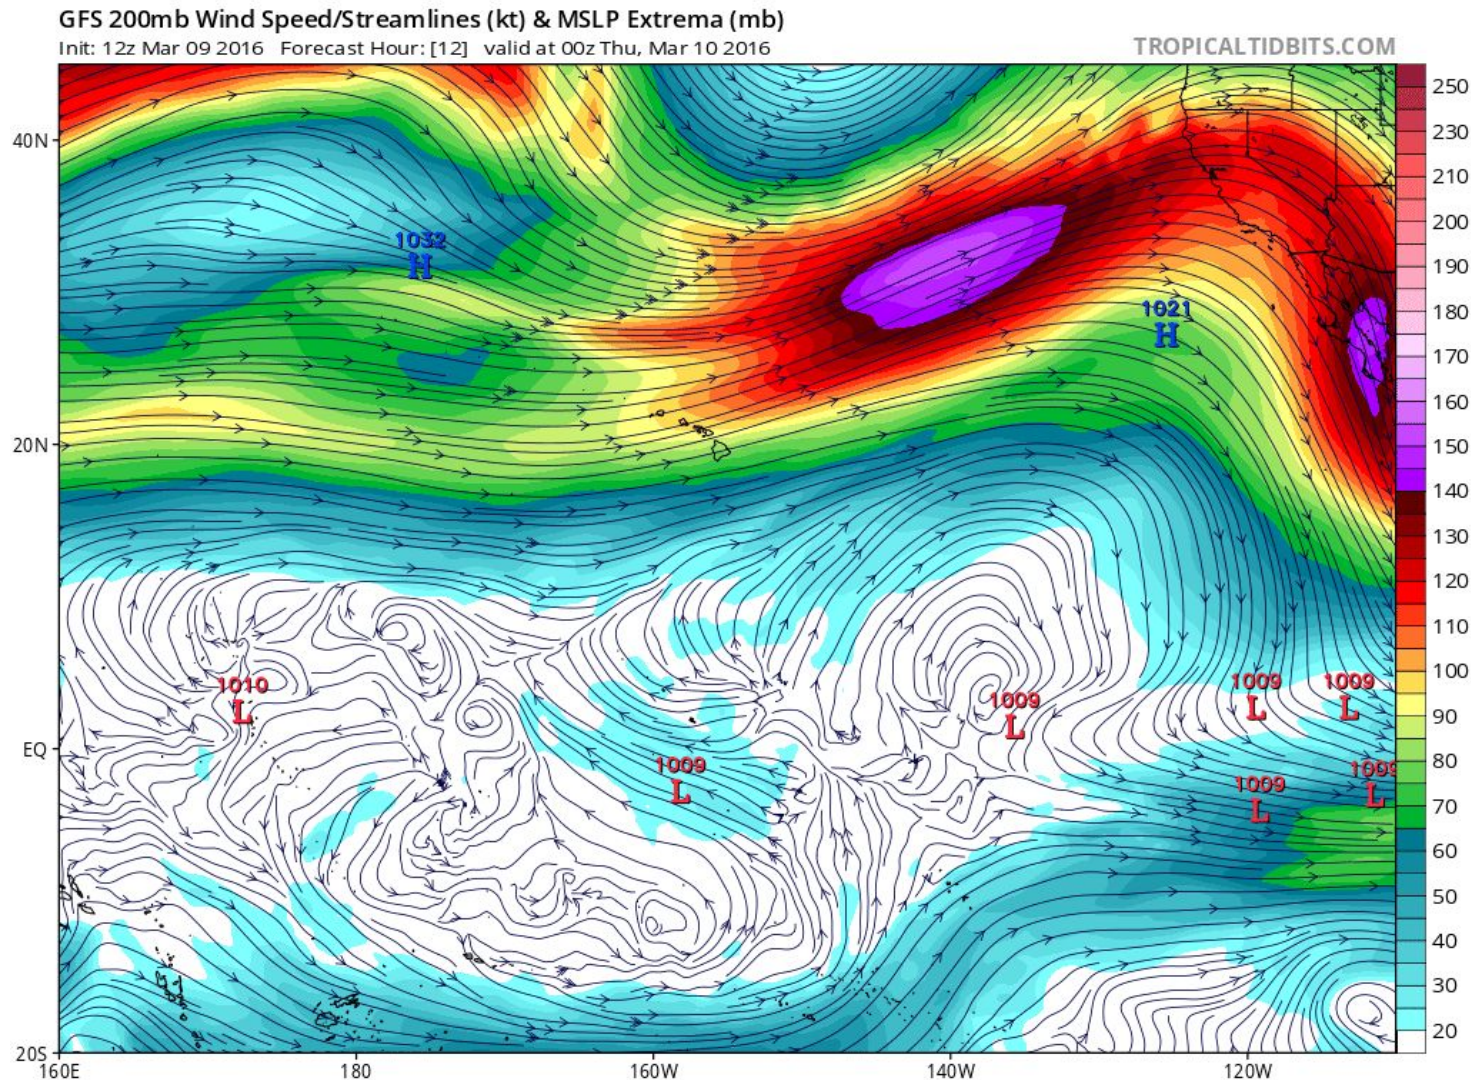 GFS 200mb Wind Speed/Streamlines (kt) & MSLP Extrema (mb)
Init: 12z Mar 09 2016 Forecast Hour: [12] valid at 00z Thu, Mar 10 2016
TROPICALTIDBITS.COM
250
40N
230
210
200
1032
H
190
1021
H
180
170
160
20N
150
140
130
120
110
1010
L
1009
L
1009
L
1009
L
100
90
EQ
1009
L
1009
L
1009
L
80
70
60
50
40
30
20
20S
160E
180
160W
140W
120W